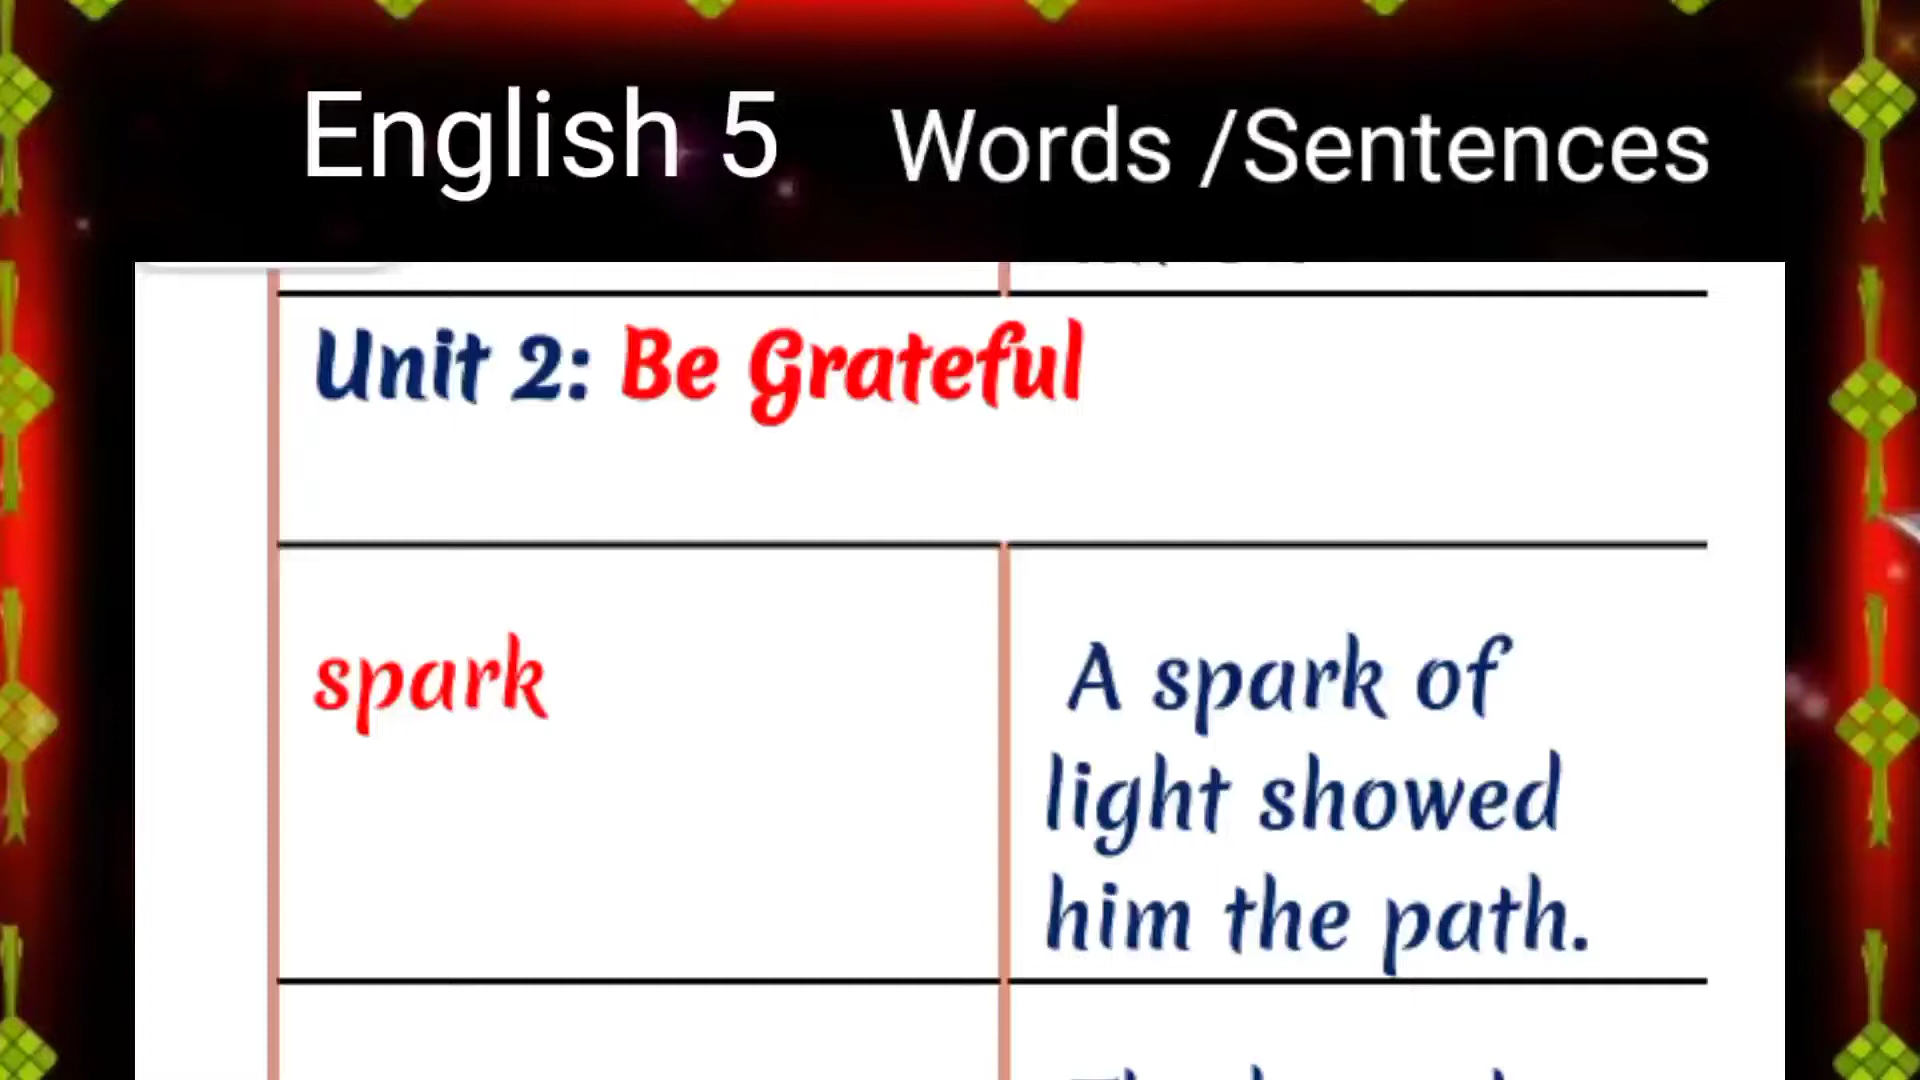 English 5 Words /Sentences
Unit 2: Be Grateful
spark
A spark of
light showed
him the path.